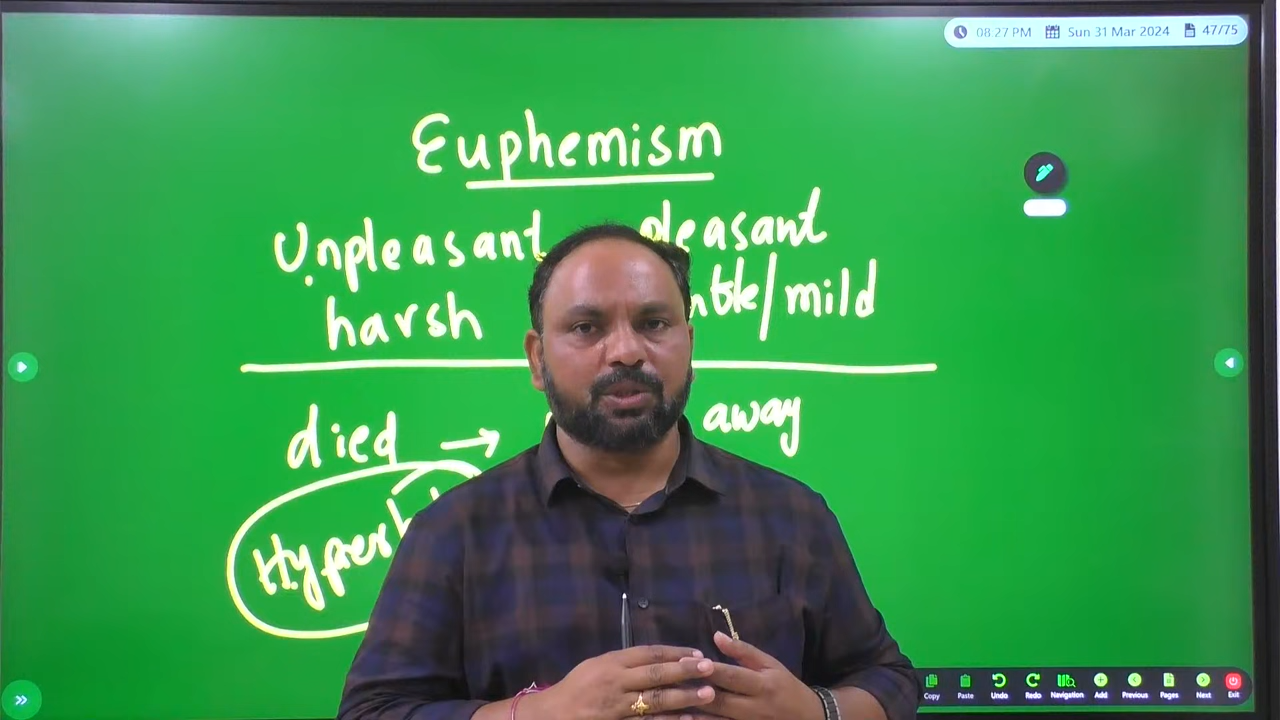 08:27 PM Sun 31 Mar 2024 47/75
Euphemism
Unpleasant pleasant
harsh /mild
died → away
Copy Paste Undo Redo Navigation Add Previous Pages Next Exit